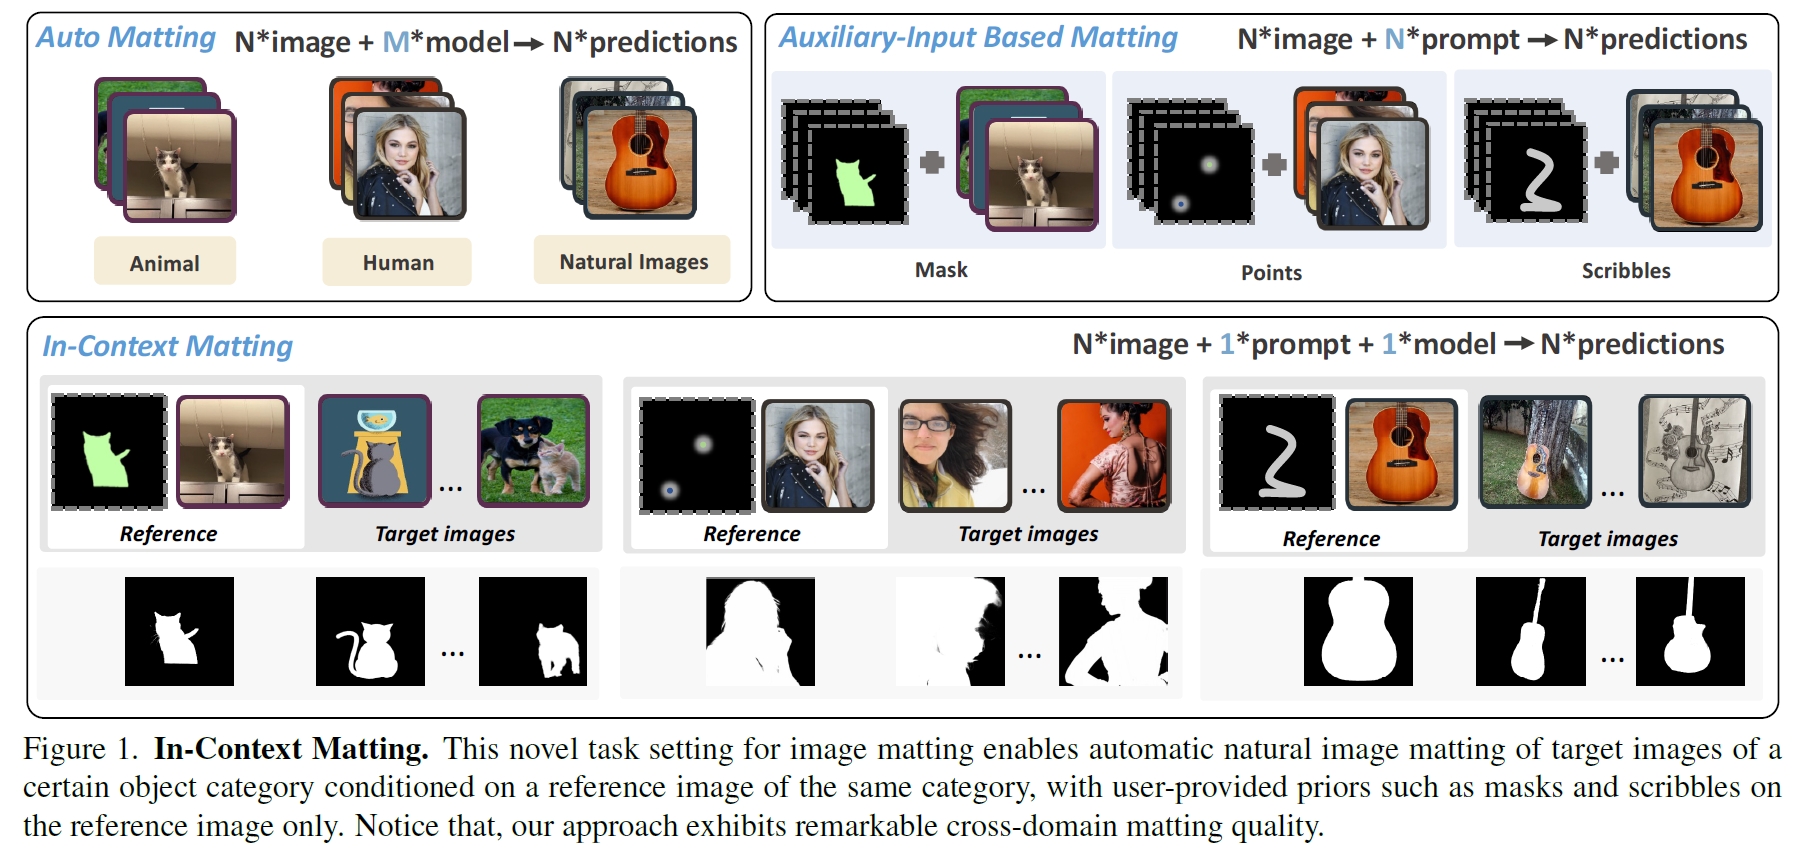 Auto Matting
N*image + M*model → N*predictions
Animal
Human
Natural Images
Auxiliary-Input Based Matting
N*image + N*prompt → N*predictions
Mask
Points
Scribbles
In-Context Matting
N*image + 1*prompt + 1*model → N*predictions
...
...
...
Reference
Target images
Reference
Target images
Reference
Target images
...
...
...
Figure 1. In-Context Matting. This novel task setting for image matting enables automatic natural image matting of target images of a
certain object category conditioned on a reference image of the same category, with user-provided priors such as masks and scribbles on
the reference image only. Notice that, our approach exhibits remarkable cross-domain matting quality.